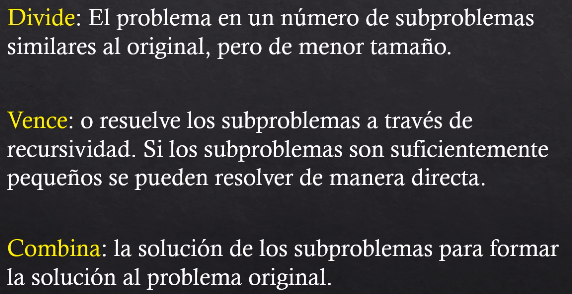 Divide: El problema en un número de subproblemas
similares al original, pero de menor tamaño.
Vence: o resuelve los subproblemas a través de
recursividad. Si los subproblemas son suficientemente
pequeños se pueden resolver de manera directa.
Combina: la solución de los subproblemas para formar
la solución al problema original.